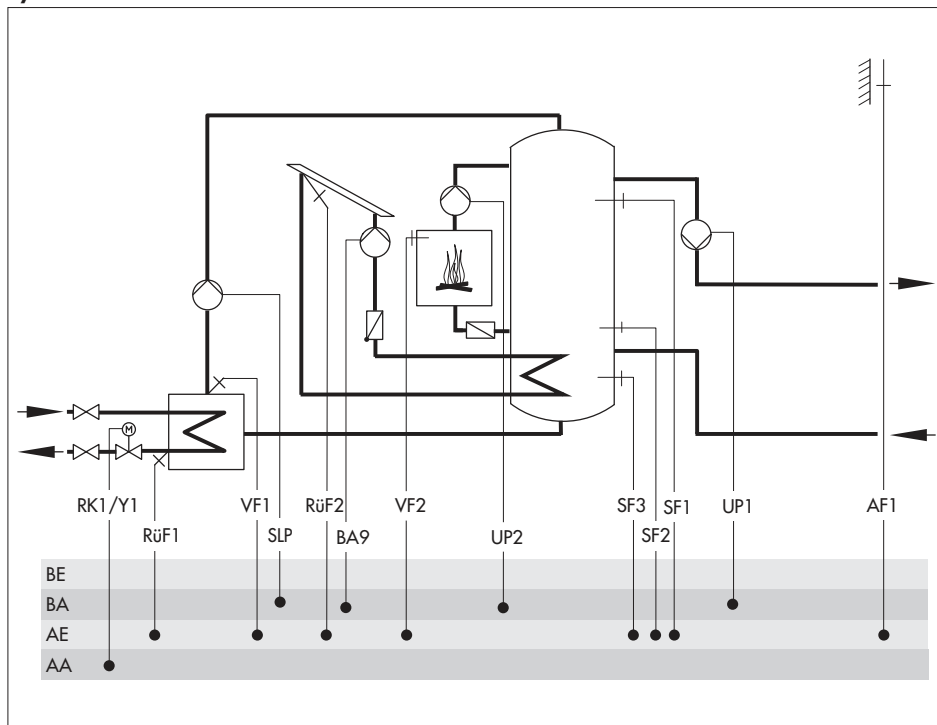 M
RK1/Y1 VF1 RüF2 VF2 SF3 SF1 UP1 AF1
RüF1 SLP BA9 UP2 SF2
BE
BA
AE
AA